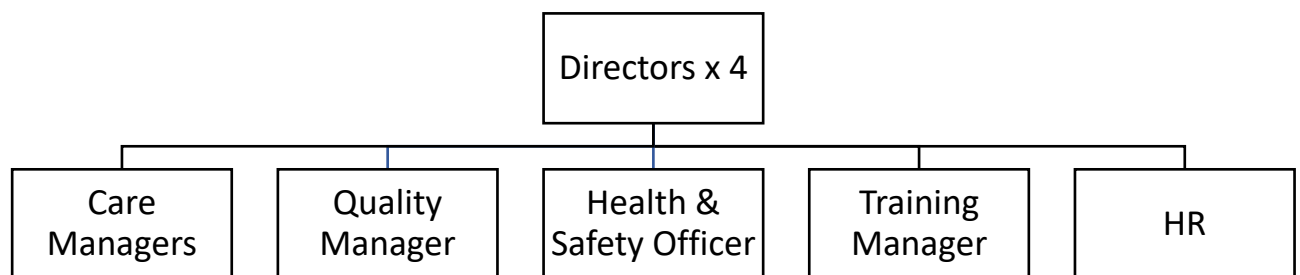 Directors x 4
Care
Managers
Quality
Manager
Health &
Safety Officer
Training
Manager
HR